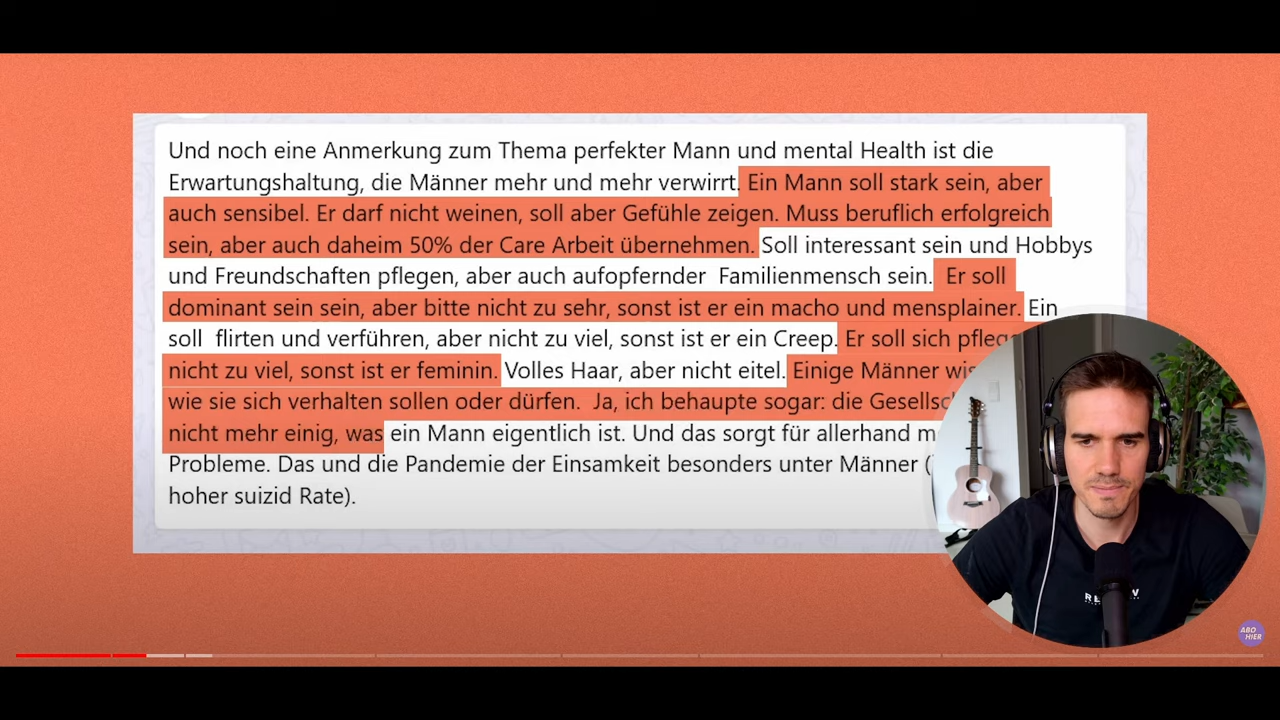 Und noch eine Anmerkung zum Thema perfekter Mann und mental Health ist die
Erwartungshaltung, die Männer mehr und mehr verwirrt. Ein Mann soll stark sein, aber
auch sensibel. Er darf nicht weinen, soll aber Gefühle zeigen. Muss beruflich erfolgreich
sein, aber auch daheim 50% der Care Arbeit übernehmen. Soll interessant sein und Hobbys
und Freundschaften pflegen, aber auch aufopfernder Familienmensch sein. Er soll
dominant sein sein, aber bitte nicht zu sehr, sonst ist er ein macho und mensplainer. Ein
soll flirten und verführen, aber nicht zu viel, sonst ist er ein Creep. Er soll sich
nicht zu viel, sonst ist er feminin. Volles Haar, aber nicht eitel. Einige Männer
wie sie sich verhalten sollen oder dürfen. Ja, ich behaupte sogar: die
nicht mehr einig, was ein Mann eigentlich ist. Und das sorgt für allerhand
Probleme. Das und die Pandemie der Einsamkeit besonders unter Männer (
hoher suizid Rate).
ABO
HIER